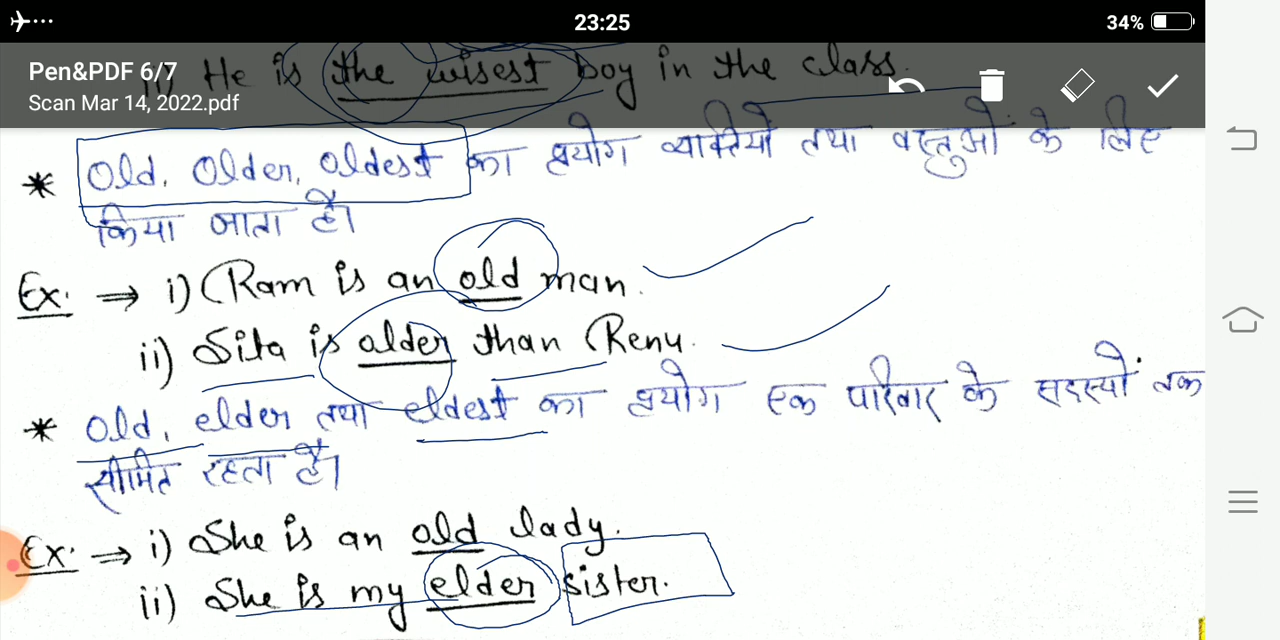 23:25
34%
Pen&PDF 6/7
Scan Mar 14, 2022.pdf
i) He is the wisest boy in the class.
* Old, Older, Oldest का प्रयोग व्यक्तियों तथा वस्तुओं के लिए
किया जाता है।
Ex: ⇒ i) Ram is an old man.
ii) Sita is older than Renu.
* Old, elder तथा eldest का प्रयोग एक परिवार के सदस्यों तक
सीमित रहता है।
Ex: ⇒ i) She is an old lady.
ii) She is my elder sister.